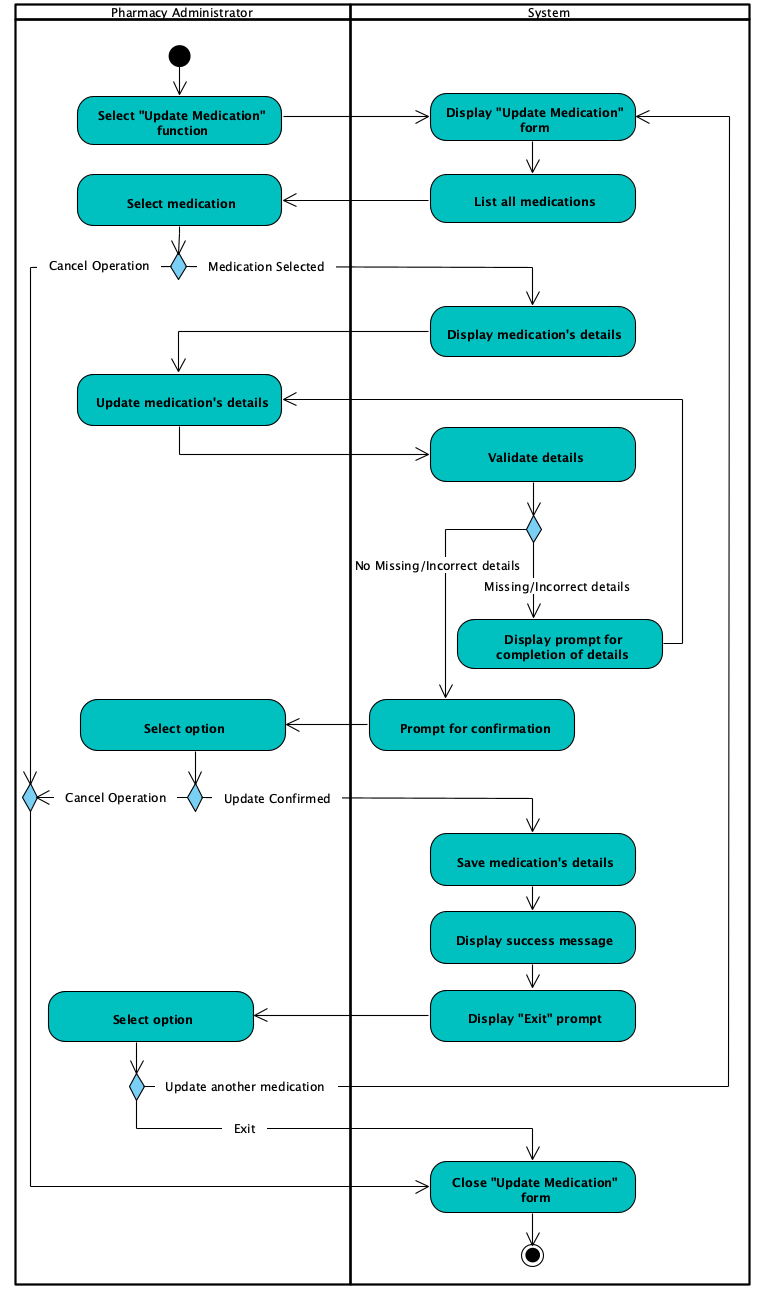 Pharmacy Administrator
System
Select "Update Medication"
function
Display "Update Medication"
form
Select medication
List all medications
Cancel Operation
Medication Selected
Display medication's details
Update medication's details
Validate details
No Missing/Incorrect details
Missing/Incorrect details
Display prompt for
completion of details
Select option
Prompt for confirmation
Cancel Operation
Update Confirmed
Save medication's details
Display success message
Select option
Display "Exit" prompt
Update another medication
Exit
Close "Update Medication"
form